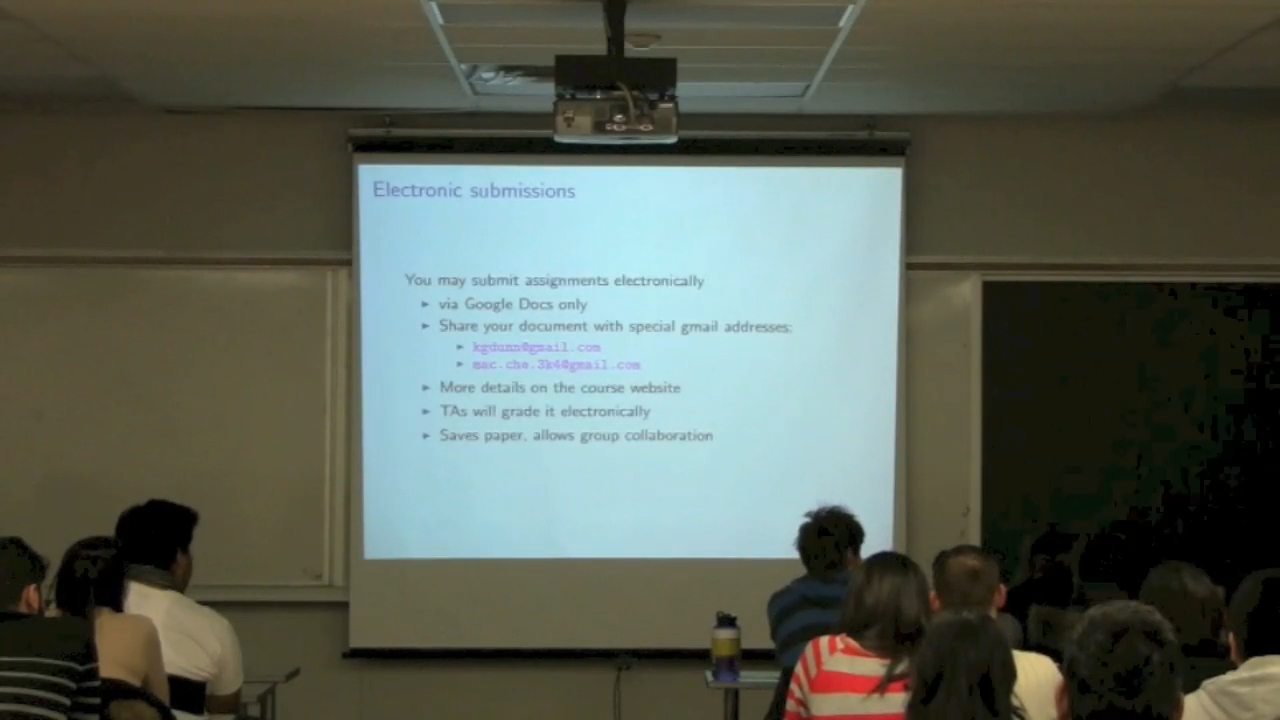 Electronic submissions
You may submit assignments electronically
► via Google Docs only
► Share your document with special gmail addresses:
► kgdunn@gmail.com
► mac.che.3k4@gmail.com
► More details on the course website
► TAs will grade it electronically
► Saves paper, allows group collaboration